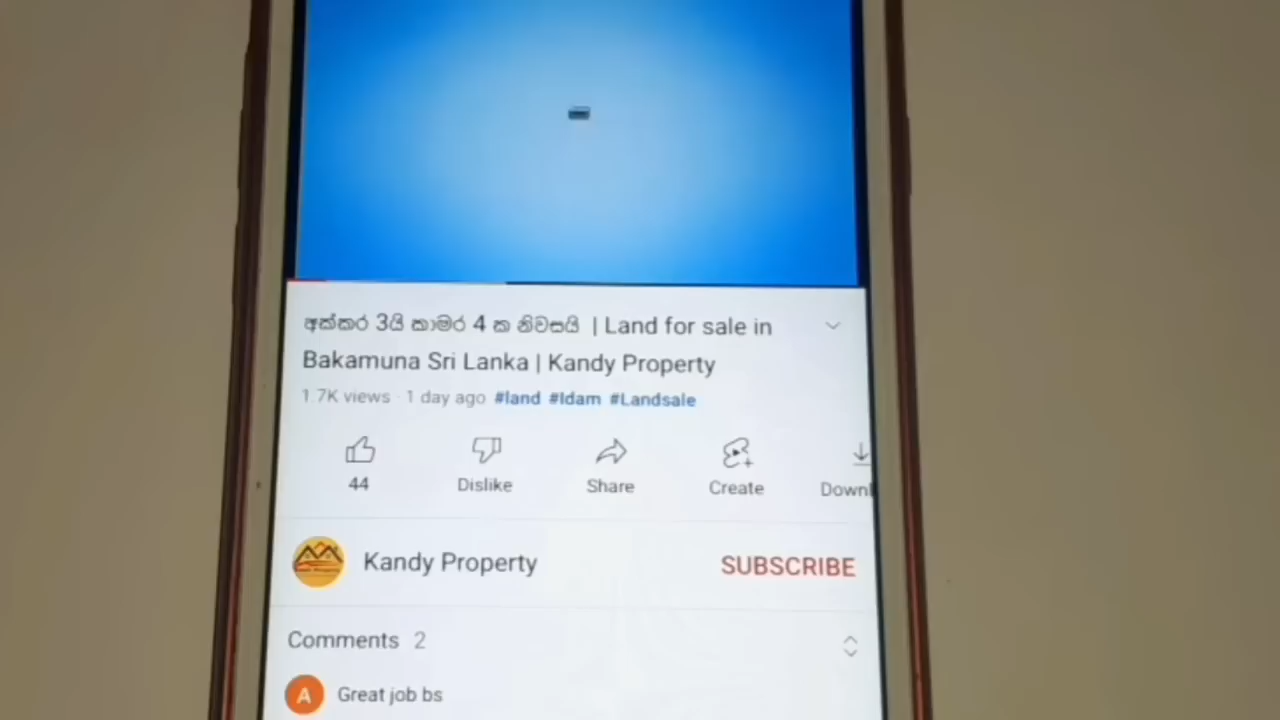 අක්කර 3යි කාමර 4 ක නිවසයි | Land for sale in
Bakamuna Sri Lanka | Kandy Property
1.7K views · 1 day ago #land #Idam #Landsale
44 Dislike Share Create Downl
Kandy Property SUBSCRIBE
Comments 2
A Great job bs